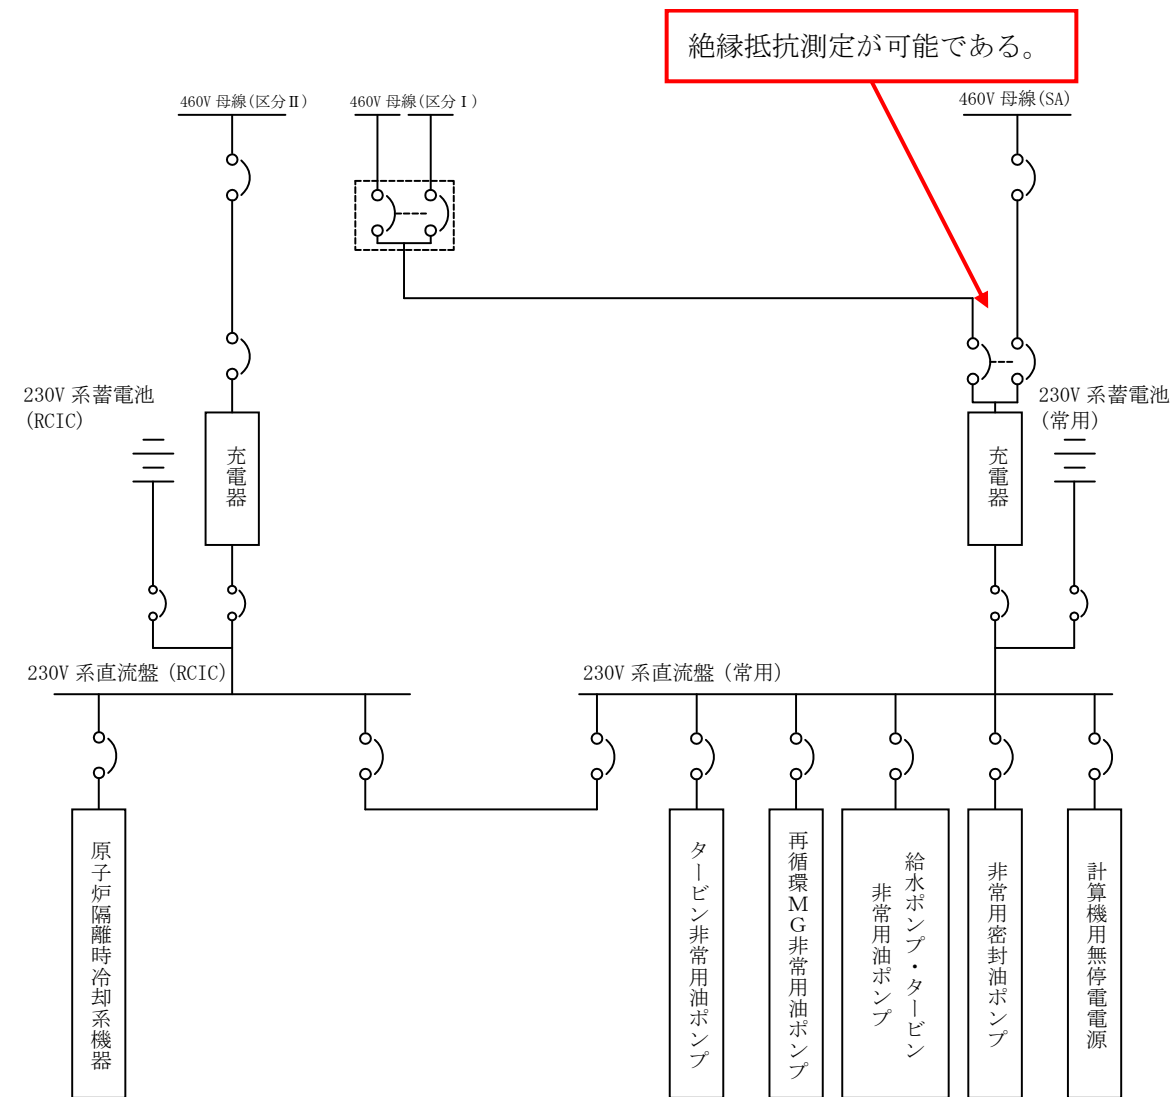 絶縁抵抗測定が可能である。
460V 母線(区分Ⅱ)
460V 母線(区分Ⅰ)
460V 母線(SA)
230V 系蓄電池
(RCIC)
充電器
充電器
230V 系蓄電池
(常用)
230V 系直流盤 (RCIC)
230V 系直流盤 (常用)
原子炉隔離時冷却系機器
タービン非常用油ポンプ
再循環MG非常用油ポンプ
給水ポンプ・タービン
非常用油ポンプ
非常用密封油ポンプ
計算機用無停電電源